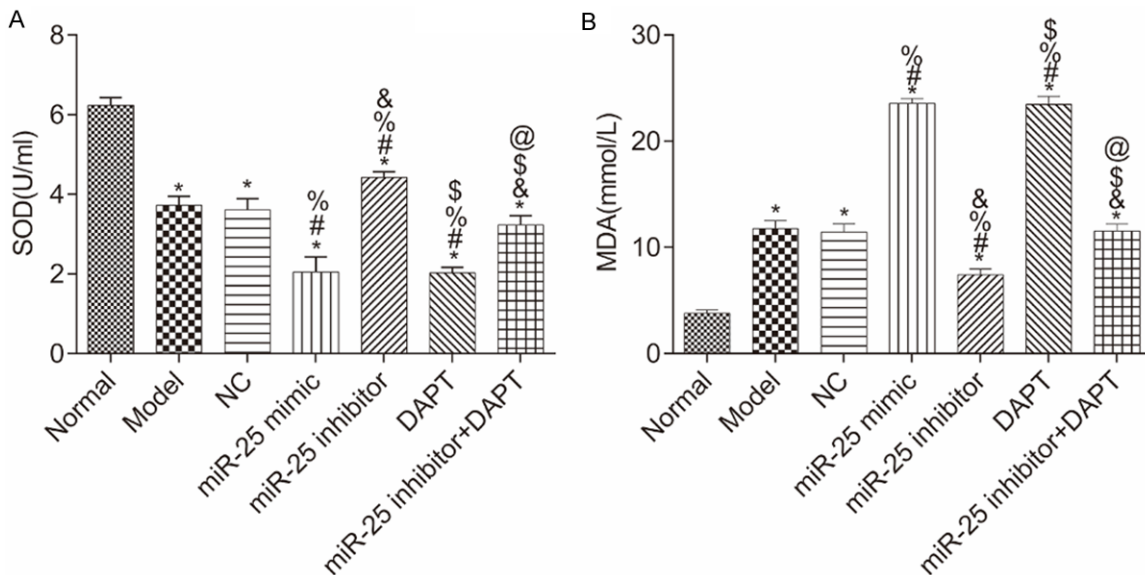 A
SOD(U/ml)
8
6
4
2
0
*
*
%
#
*
&
%
#
*
$
%
#
*
@
$
&
*
Normal
Model
NC
miR-25 mimic
miR-25 inhibitor
DAPT
miR-25 inhibitor+DAPT
B
MDA(mmol/L)
30
20
10
0
*
*
%
#
*
&
%
#
*
$
%
#
*
@
$
&
*
Normal
Model
NC
miR-25 mimic
miR-25 inhibitor
DAPT
miR-25 inhibitor+DAPT